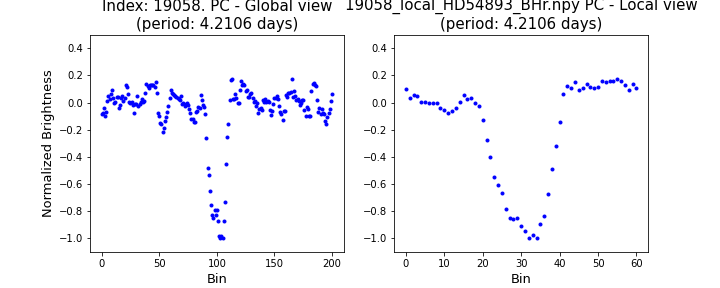 Index: 19058. PC - Global view
(period: 4.2106 days)
19058_local_HD54893_BHr.npy PC - Local view
(period: 4.2106 days)
Normalized Brightness
0.4
0.2
0.0
−0.2
−0.4
−0.6
−0.8
−1.0
0 50 100 150 200
Bin
0.4
0.2
0.0
−0.2
−0.4
−0.6
−0.8
−1.0
0 10 20 30 40 50 60
Bin